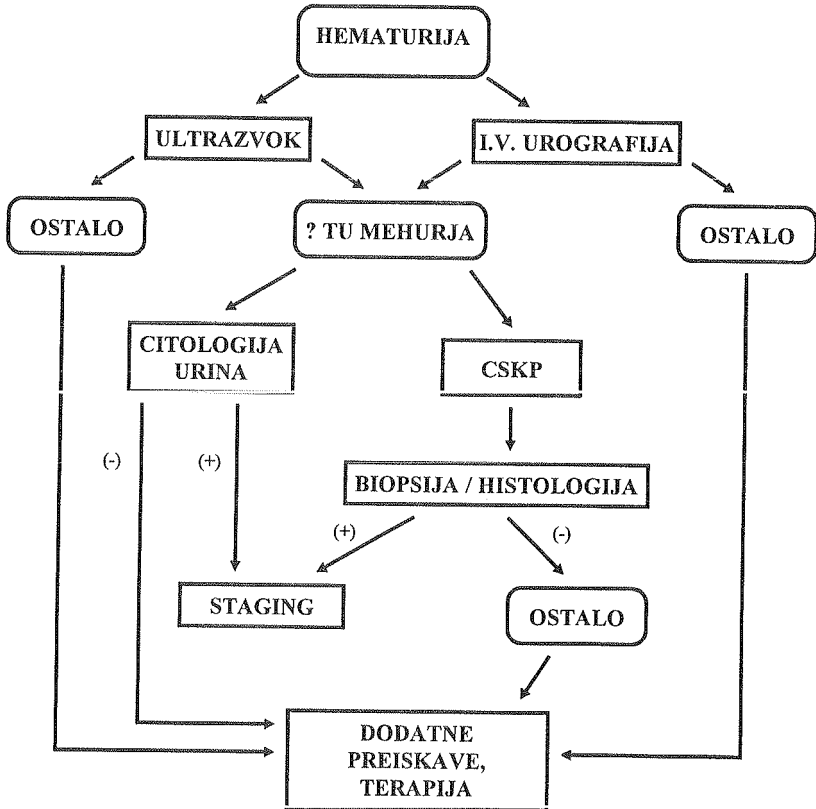 HEMATURIJA
ULTRAZVOK
I.V. UROGRAFIJA
OSTALO
? TU MEHURJA
OSTALO
CITOLOGIJA
URINA
CSKP
(-)
(+)
BIOPSIJA / HISTOLOGIJA
(+)
(-)
STAGING
OSTALO
DODATNE
PREISKAVE,
TERAPIJA